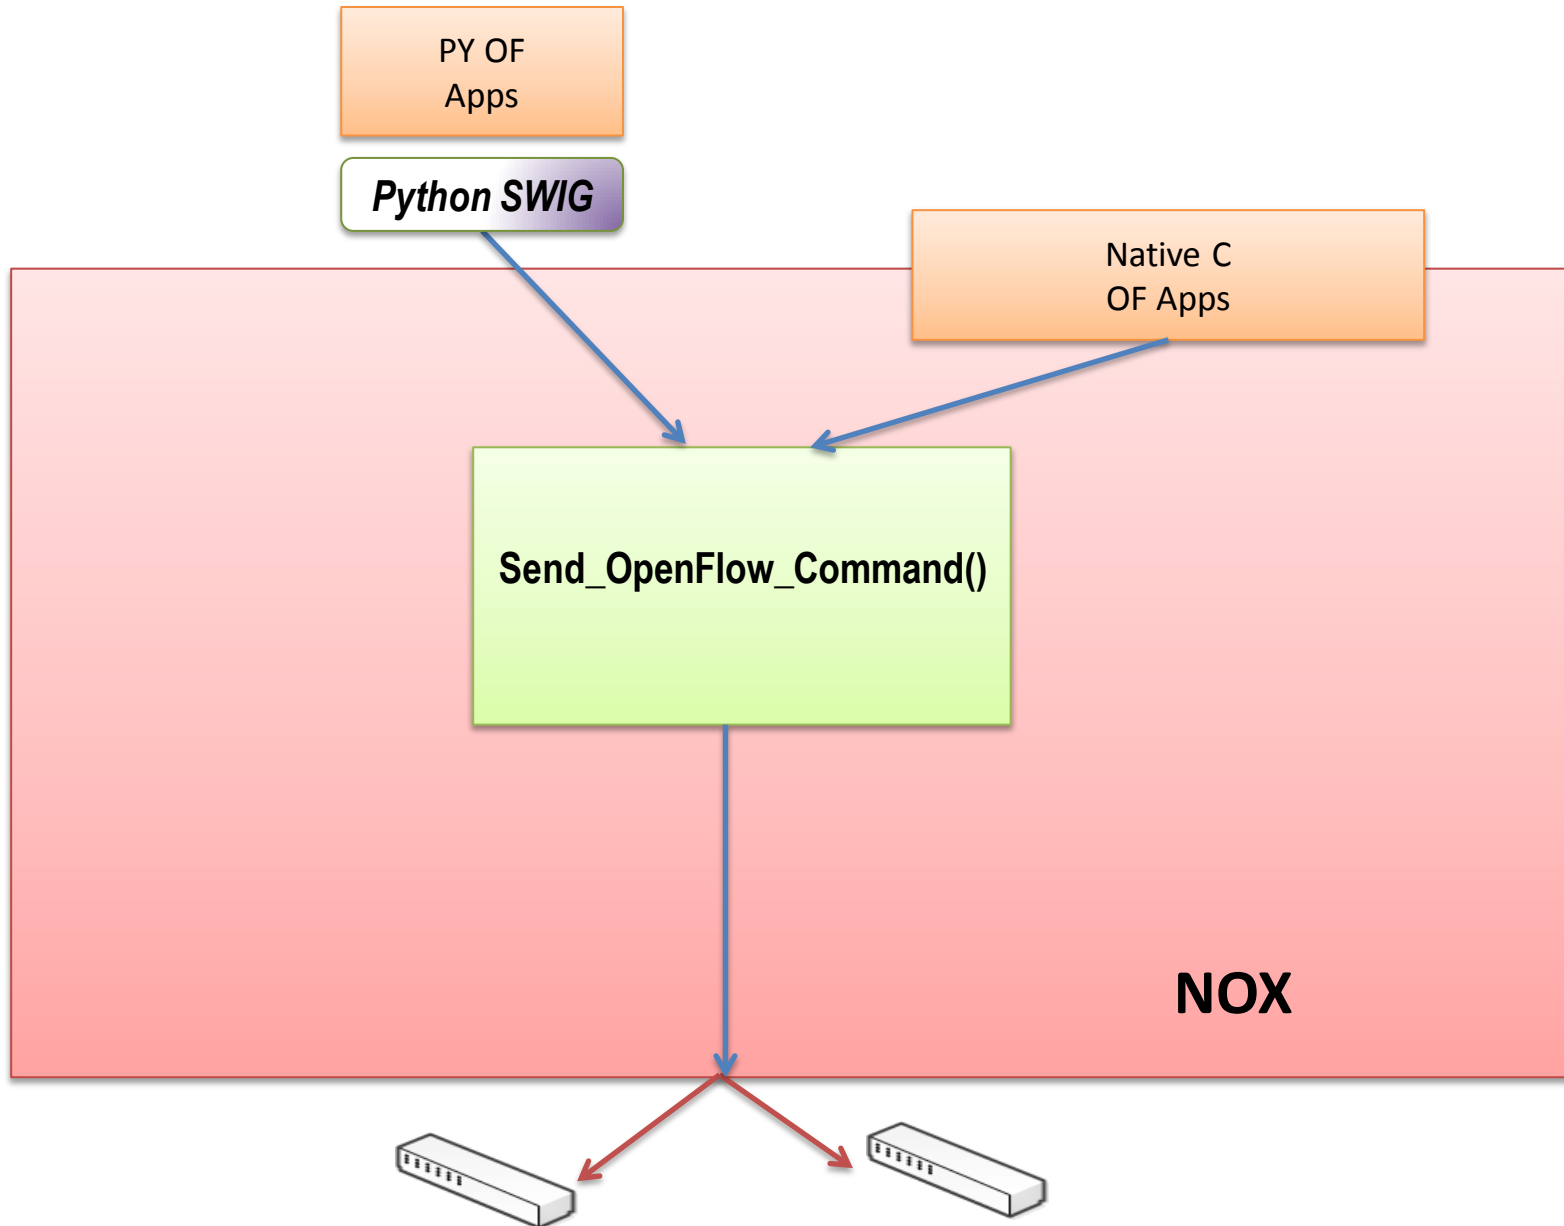 PY OF
Apps
Python SWIG
Native C
OF Apps
Send_OpenFlow_Command()
NOX